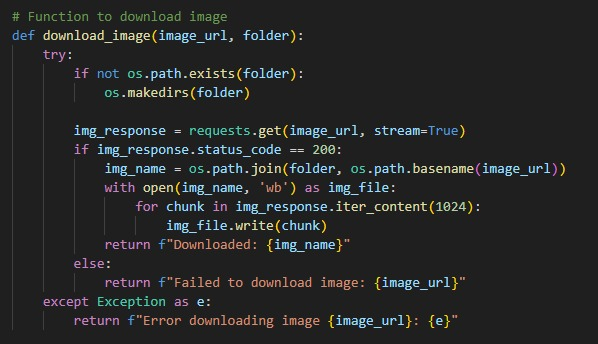 # Function to download image
def download_image(image_url, folder):
    try:
        if not os.path.exists(folder):
            os.makedirs(folder)

        img_response = requests.get(image_url, stream=True)
        if img_response.status_code == 200:
            img_name = os.path.join(folder, os.path.basename(image_url))
            with open(img_name, 'wb') as img_file:
                for chunk in img_response.iter_content(1024):
                    img_file.write(chunk)
            return f"Downloaded: {img_name}"
        else:
            return f"Failed to download image: {image_url}"
    except Exception as e:
        return f"Error downloading image {image_url}: {e}"